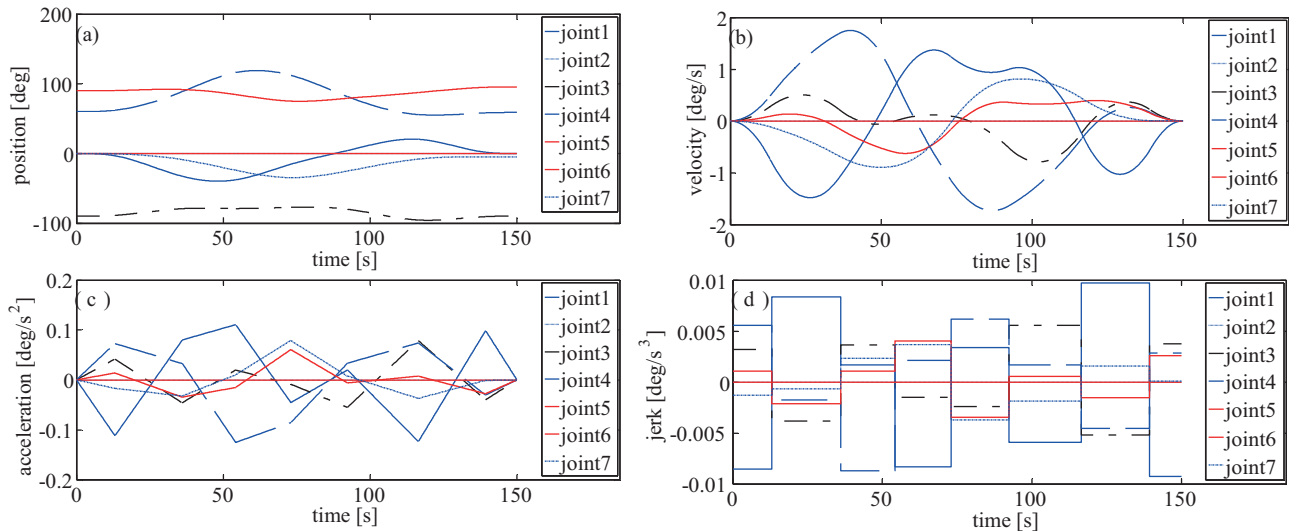 (a)
200
100
0
-100
position [deg]
0
50
100
150
time [s]
joint1
joint2
joint3
joint4
joint5
joint6
joint7
(b)
2
1
0
-1
-2
velocity [deg/s]
0
50
100
150
time [s]
joint1
joint2
joint3
joint4
joint5
joint6
joint7
( c )
0.2
0.1
0
-0.1
-0.2
acceleration [deg/s²]
0
50
100
150
time [s]
joint1
joint2
joint3
joint4
joint5
joint6
joint7
( d )
0.01
0.005
0
-0.005
-0.01
jerk [deg/s³]
0
50
100
150
time [s]
joint1
joint2
joint3
joint4
joint5
joint6
joint7